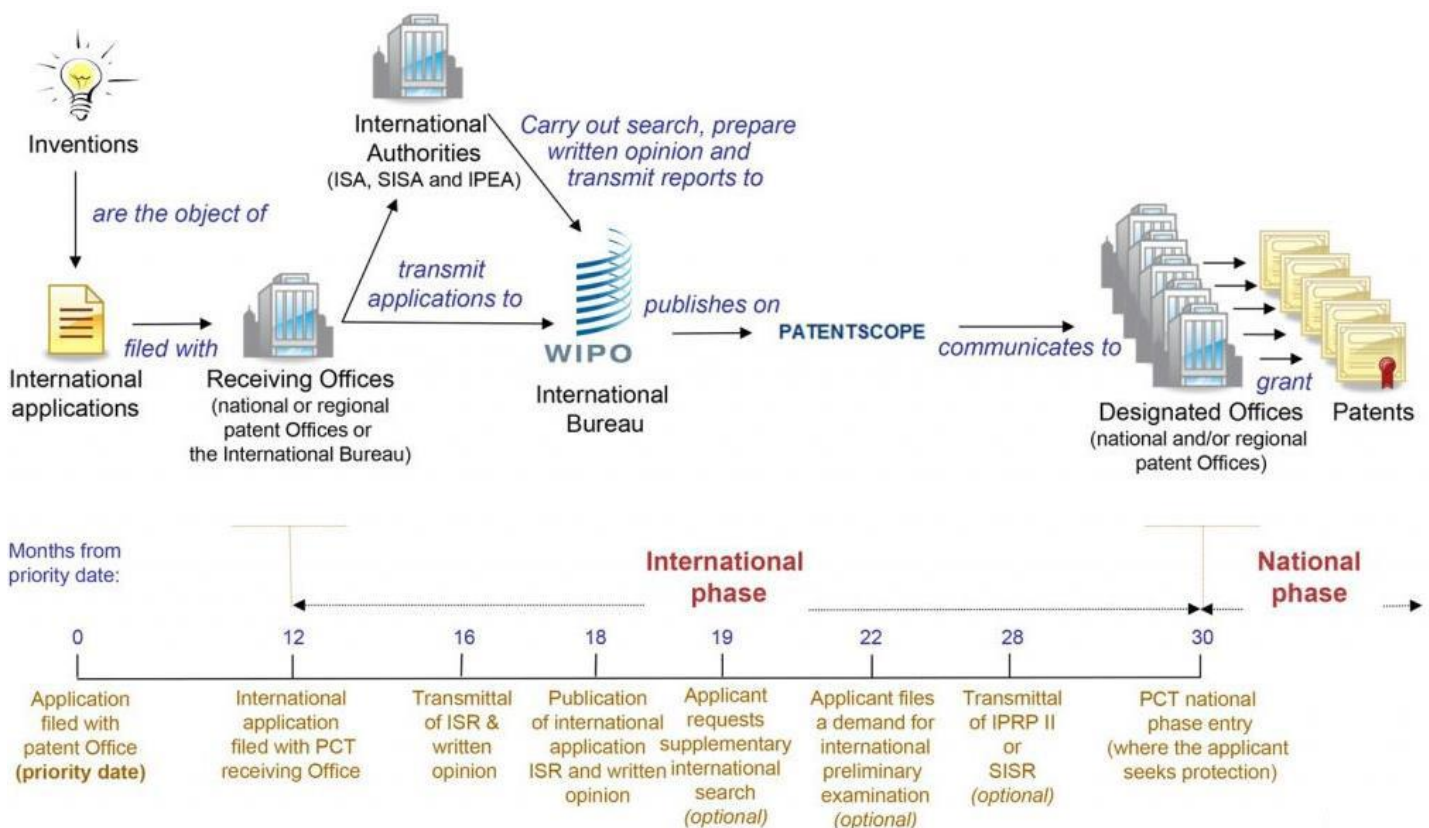 Inventions
are the object of
International
applications
filed with
Receiving Offices
(national or regional
patent Offices or
the International Bureau)
International
Authorities
(ISA, SISA and IPEA)
transmit
applications to
Carry out search, prepare
written opinion and
transmit reports to
WIPO
International
Bureau
publishes on
PATENTSCOPE
communicates to
Designated Offices
(national and/or regional
patent Offices)
grant
Patents
Months from
priority date:
International
phase
National
phase
0
12
16
18
19
22
28
30
Application
filed with
patent Office
(priority date)
International
application
filed with PCT
receiving Office
Transmittal
of ISR &
written
opinion
Publication
of international
application
ISR and written
opinion
Applicant
requests
supplementary
international
search
(optional)
Applicant files
a demand for
international
preliminary
examination
(optional)
Transmittal
of IPRP II
or
SISR
(optional)
PCT national
phase entry
(where the applicant
seeks protection)